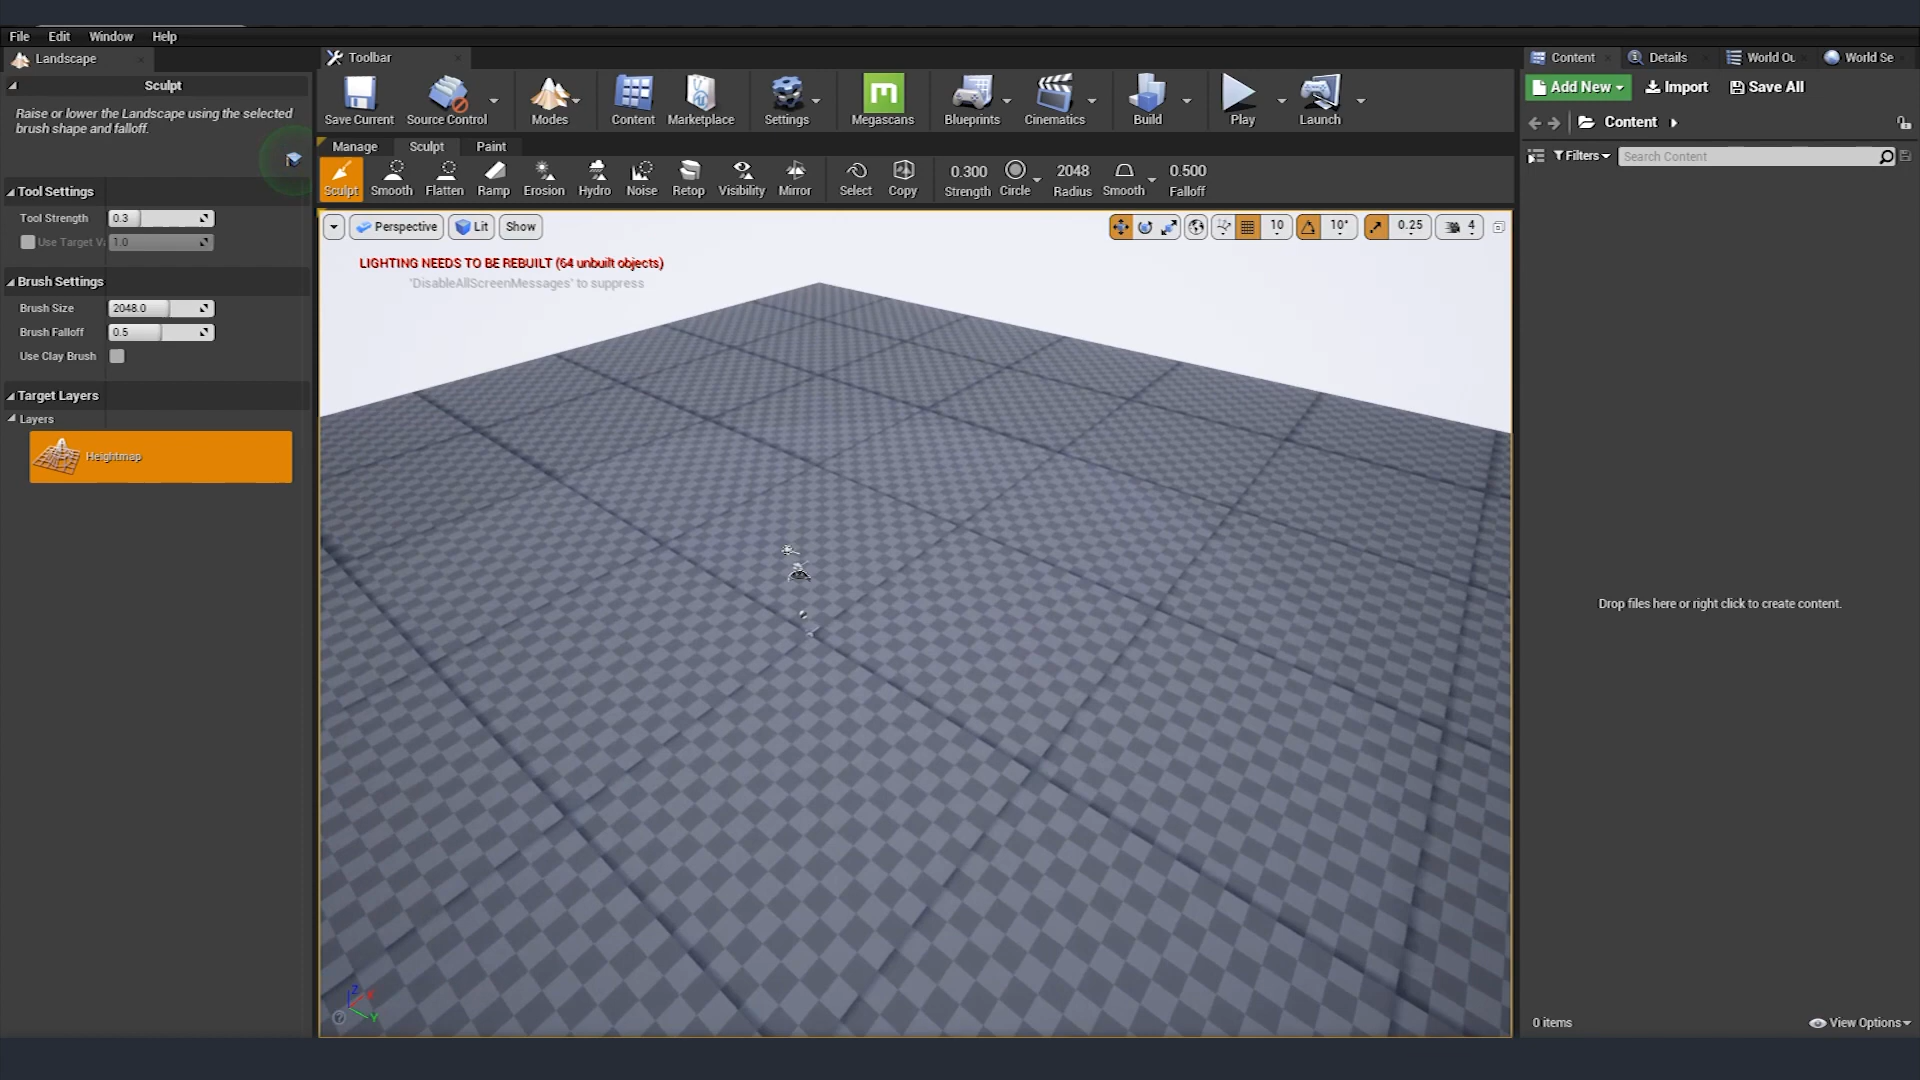 File Edit Window Help
Landscape
Toolbar
Content Details World Ou World Se
Sculpt
Raise or lower the Landscape using the selected
brush shape and falloff.
Save Current Source Control Modes Content Marketplace Settings Megascans Blueprints Cinematics Build Play Launch
Add New Import Save All
Content
Filters Search Content
Manage Sculpt Paint
Sculpt Smooth Flatten Ramp Erosion Hydro Noise Retop Visibility Mirror Select Copy
0.300 2048 0.500
Strength Circle Radius Smooth Falloff
Tool Settings
Tool Strength 0.3
Use Target Va 1.0
Brush Settings
Brush Size 2048.0
Brush Falloff 0.5
Use Clay Brush
Target Layers
Layers
Heightmap
Perspective Lit Show
10 10° 0.25 4
LIGHTING NEEDS TO BE REBUILT (64 unbuilt objects)
'DisableAllScreenMessages' to suppress
Z X Y
Drop files here or right click to create content.
0 items View Options